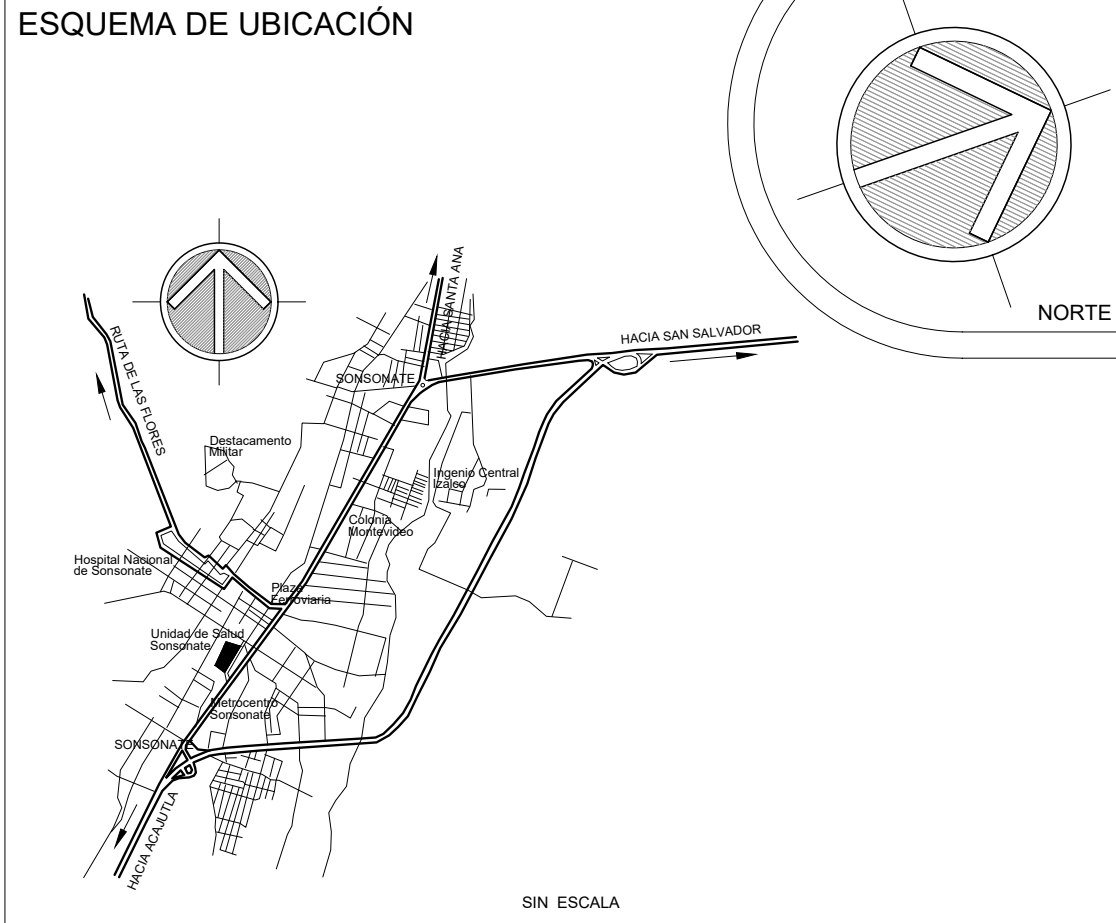 ESQUEMA DE UBICACIÓN
NORTE
HACIA SANTA ANA
HACIA SAN SALVADOR
RUTA DE LAS FLORES
SONSONATE
Destacamento
Militar
Ingenio Central
Izalco
Colonia
Montevideo
Hospital Nacional
de Sonsonate
Plaza
Ferroviaria
Unidad de Salud
Sonsonate
Metrocentro
Sonsonate
SONSONATE
HACIA ACAJUTLA
SIN ESCALA